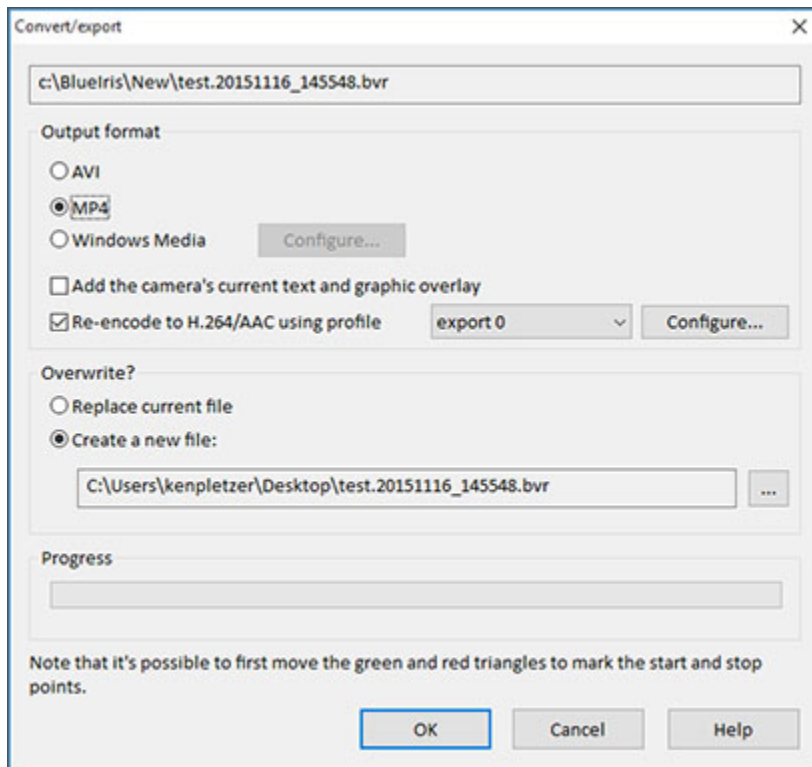 Convert/export
c:\BlueIris\New\test.20151116_145548.bvr
Output format
AVI
MP4
Windows Media Configure...
Add the camera's current text and graphic overlay
Re-encode to H.264/AAC using profile export 0 Configure...
Overwrite?
Replace current file
Create a new file:
C:\Users\kenpletzer\Desktop\test.20151116_145548.bvr ...
Progress
Note that it's possible to first move the green and red triangles to mark the start and stop
points.
OK Cancel Help